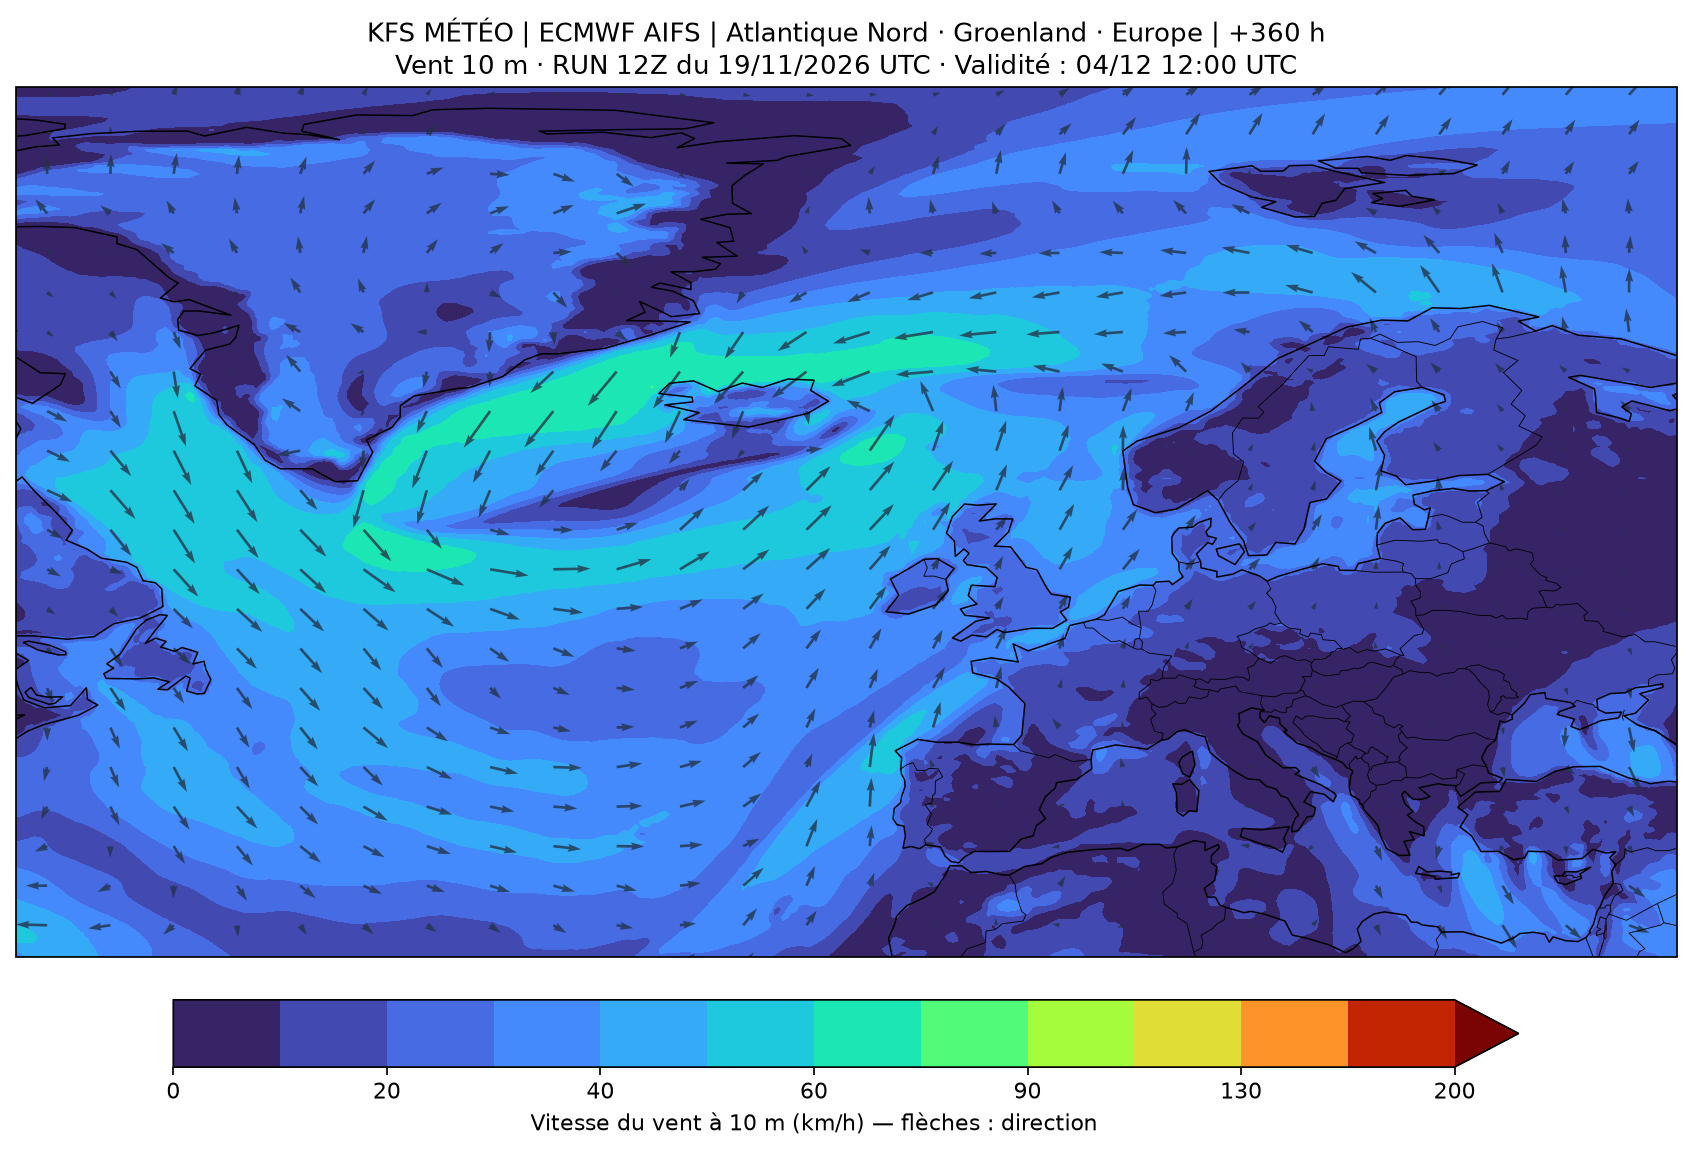 KFS MÉTÉO | ECMWF AIFS | Atlantique Nord · Groenland · Europe | +360 h
Vent 10 m · RUN 12Z du 19/11/2026 UTC · Validité : 04/12 12:00 UTC
0 20 40 60 90 130 200
Vitesse du vent à 10 m (km/h) — flèches : direction